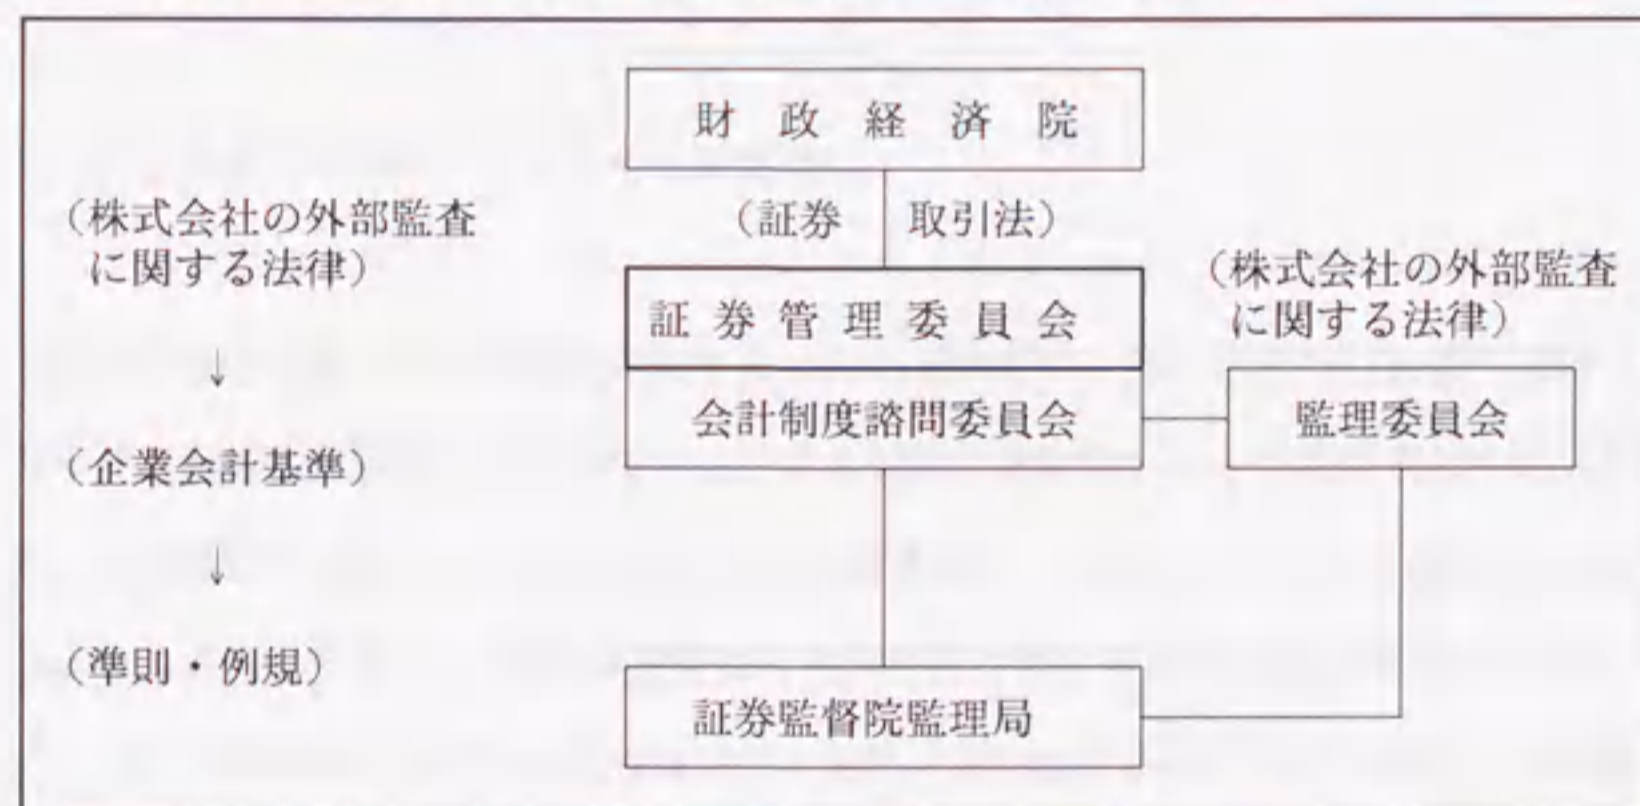 財政経済院
（株式会社の外部監査
に関する法律）
（証券 取引法）
（株式会社の外部監査
に関する法律）
証券管理委員会
↓
会計制度諮問委員会
監理委員会
（企業会計基準）
↓
（準則・例規）
証券監督院監理局